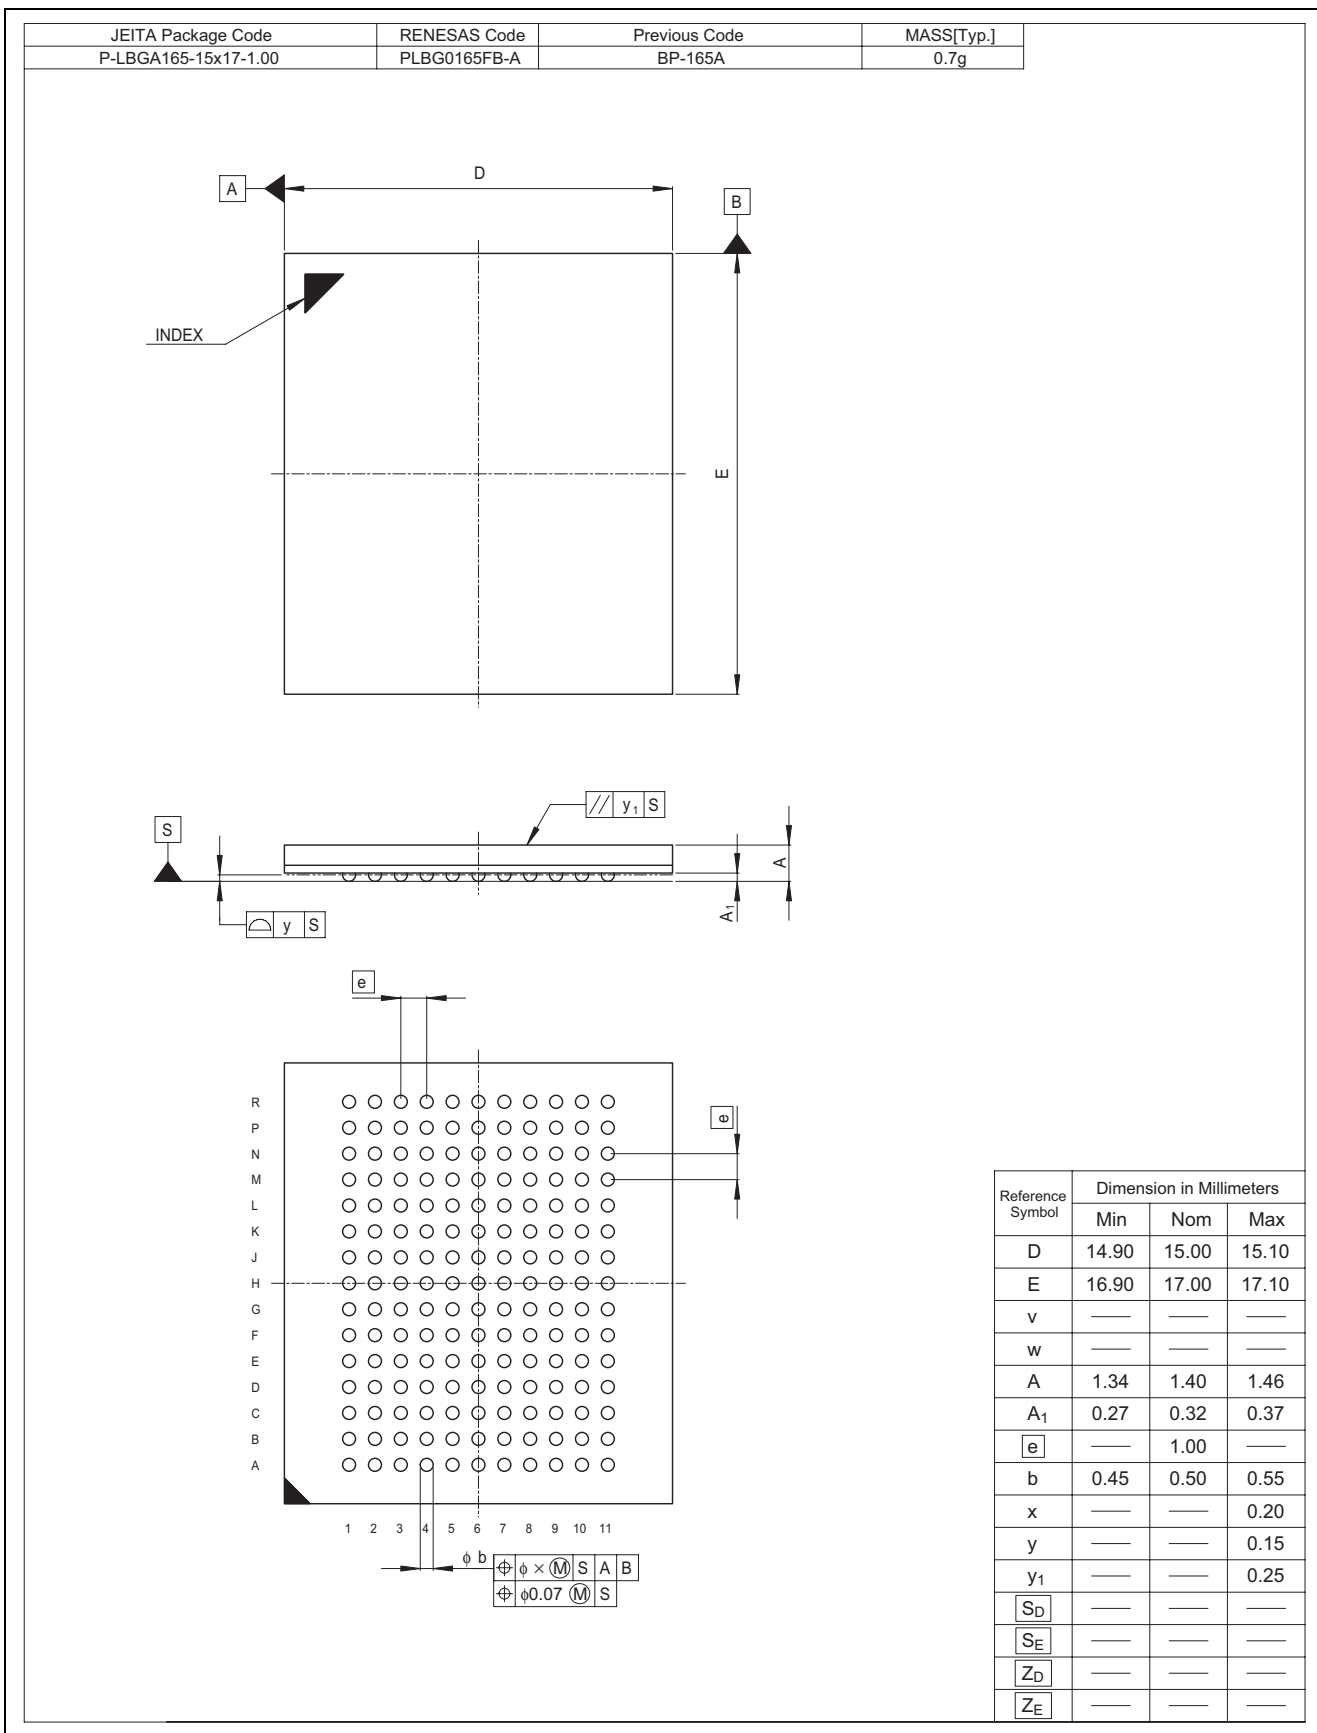 JEITA Package Code RENESAS Code Previous Code MASS[Typ.]
P-LBGA165-15x17-1.00 PLBG0165FB-A BP-165A 0.7g
D
A
B
INDEX
E
// y1 S
S
A
A1
y S
e
e
R
P
N
M
L
K
J
H
G
F
E
D
C
B
A
1 2 3 4 5 6 7 8 9 10 11
φ b
⌖ φ × Ⓜ S A B
⌖ φ0.07 Ⓜ S
Reference Symbol Dimension in Millimeters
Min Nom Max
D 14.90 15.00 15.10
E 16.90 17.00 17.10
v — — —
w — — —
A 1.34 1.40 1.46
A1 0.27 0.32 0.37
e — 1.00 —
b 0.45 0.50 0.55
x — — 0.20
y — — 0.15
y1 — — 0.25
SD — — —
SE — — —
ZD — — —
ZE — — —